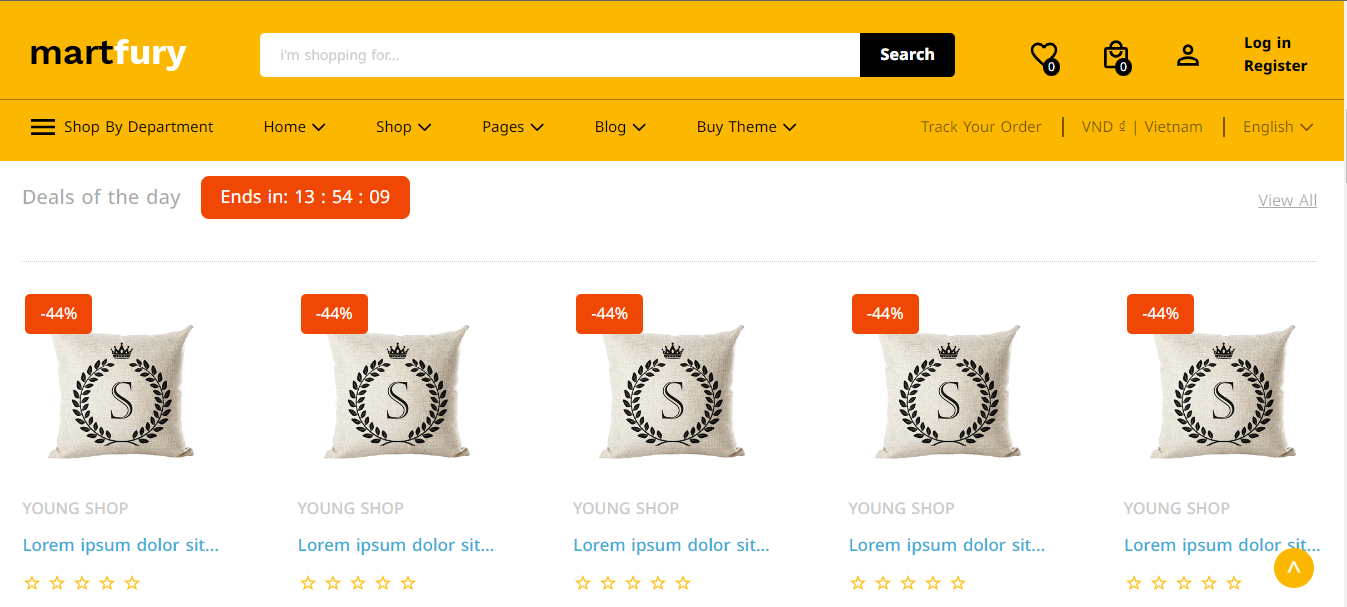 martfury
i'm shopping for...
Search
0
0
Log in
Register
Shop By Department
Home
Shop
Pages
Blog
Buy Theme
Track Your Order
VND ₫ | Vietnam
English
Deals of the day
Ends in: 13 : 54 : 09
View All
-44%
-44%
-44%
-44%
-44%
S
S
S
S
S
YOUNG SHOP
YOUNG SHOP
YOUNG SHOP
YOUNG SHOP
YOUNG SHOP
Lorem ipsum dolor sit...
Lorem ipsum dolor sit...
Lorem ipsum dolor sit...
Lorem ipsum dolor sit...
Lorem ipsum dolor sit...